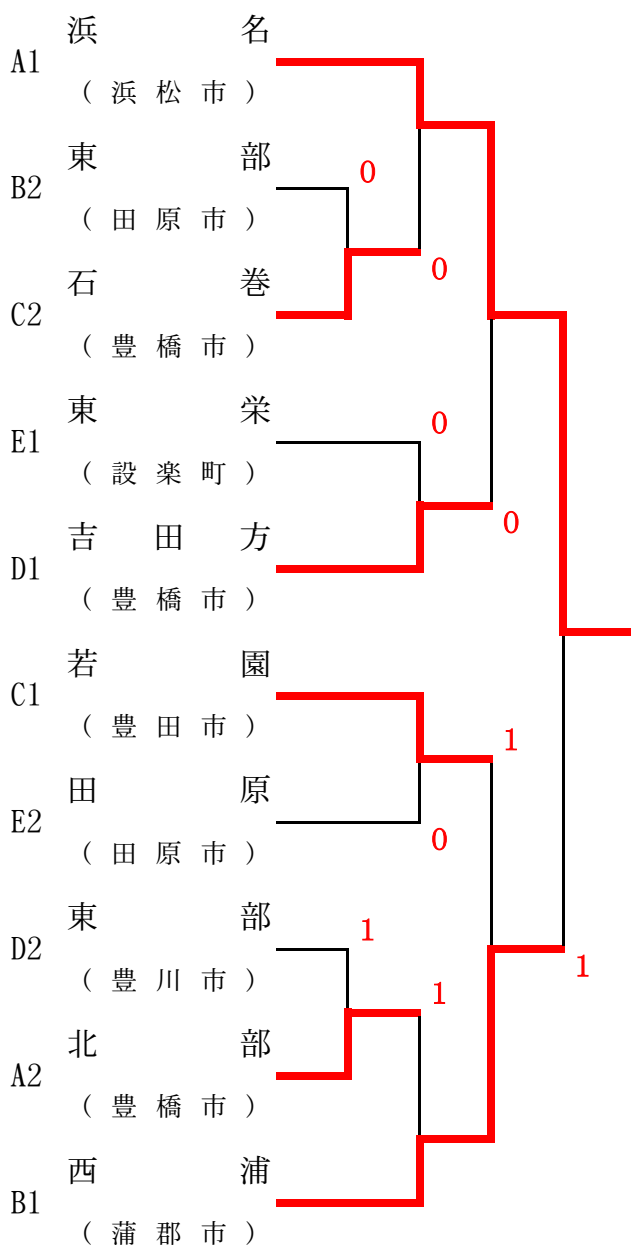 A1 浜名
(浜松市)
B2 東部 0
(田原市)
0
C2 石巻
(豊橋市)
E1 東栄 0
(設楽町)
0
D1 吉田方
(豊橋市)
C1 若園
(豊田市) 1
E2 田原
(田原市) 0
D2 東部 1
(豊川市) 1 1
A2 北部
(豊橋市)
B1 西浦
(蒲郡市)